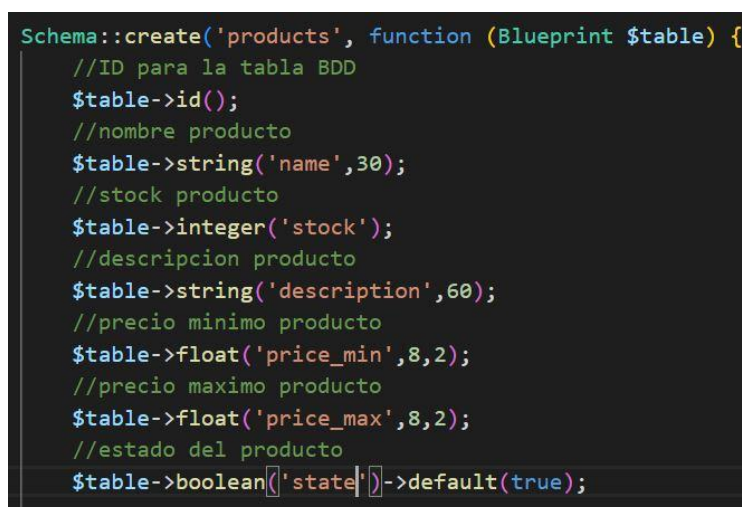 Schema::create('products', function (Blueprint $table) {
//ID para la tabla BDD
$table->id();
//nombre producto
$table->string('name',30);
//stock producto
$table->integer('stock');
//descripcion producto
$table->string('description',60);
//precio minimo producto
$table->float('price_min',8,2);
//precio maximo producto
$table->float('price_max',8,2);
//estado del producto
$table->boolean('state')->default(true);